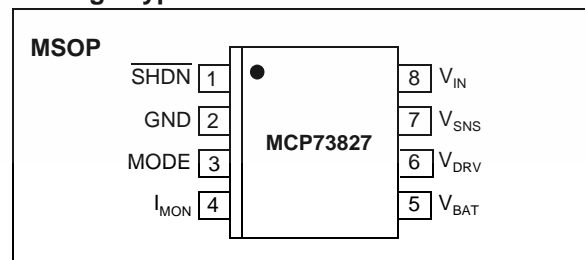 MSOP
SHDN 1
GND 2
MODE 3
IMON 4
MCP73827
8 VIN
7 VSNS
6 VDRV
5 VBAT